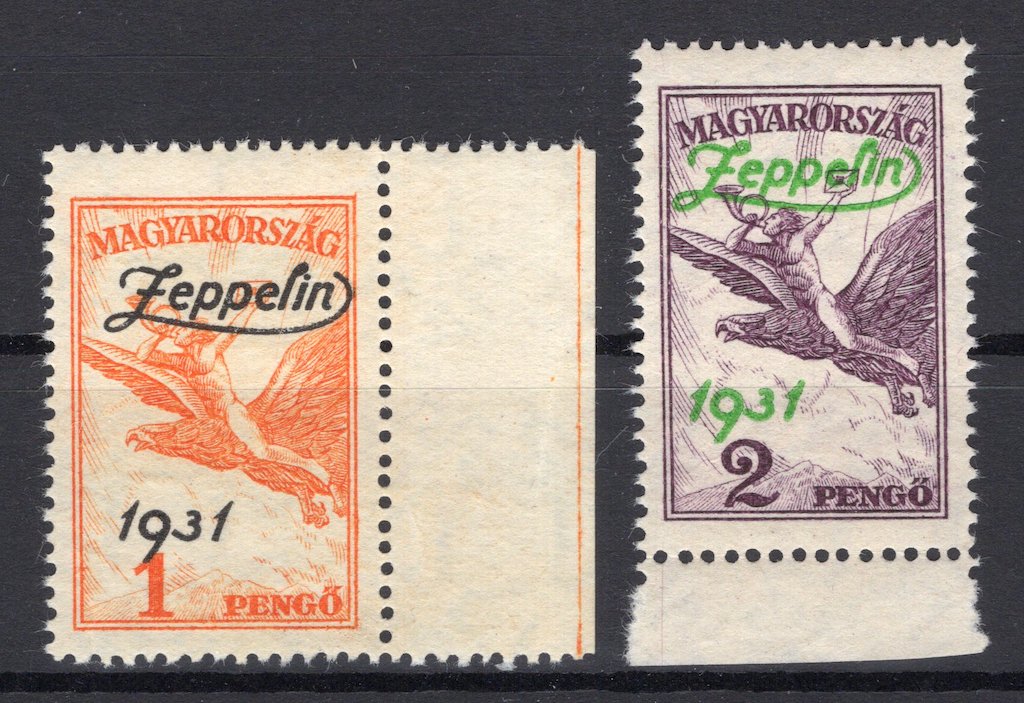 MAGYARORSZÁG
Zeppelin
1931
1
PENGŐ
MAGYARORSZÁG
Zeppelin
1931
2
PENGŐ